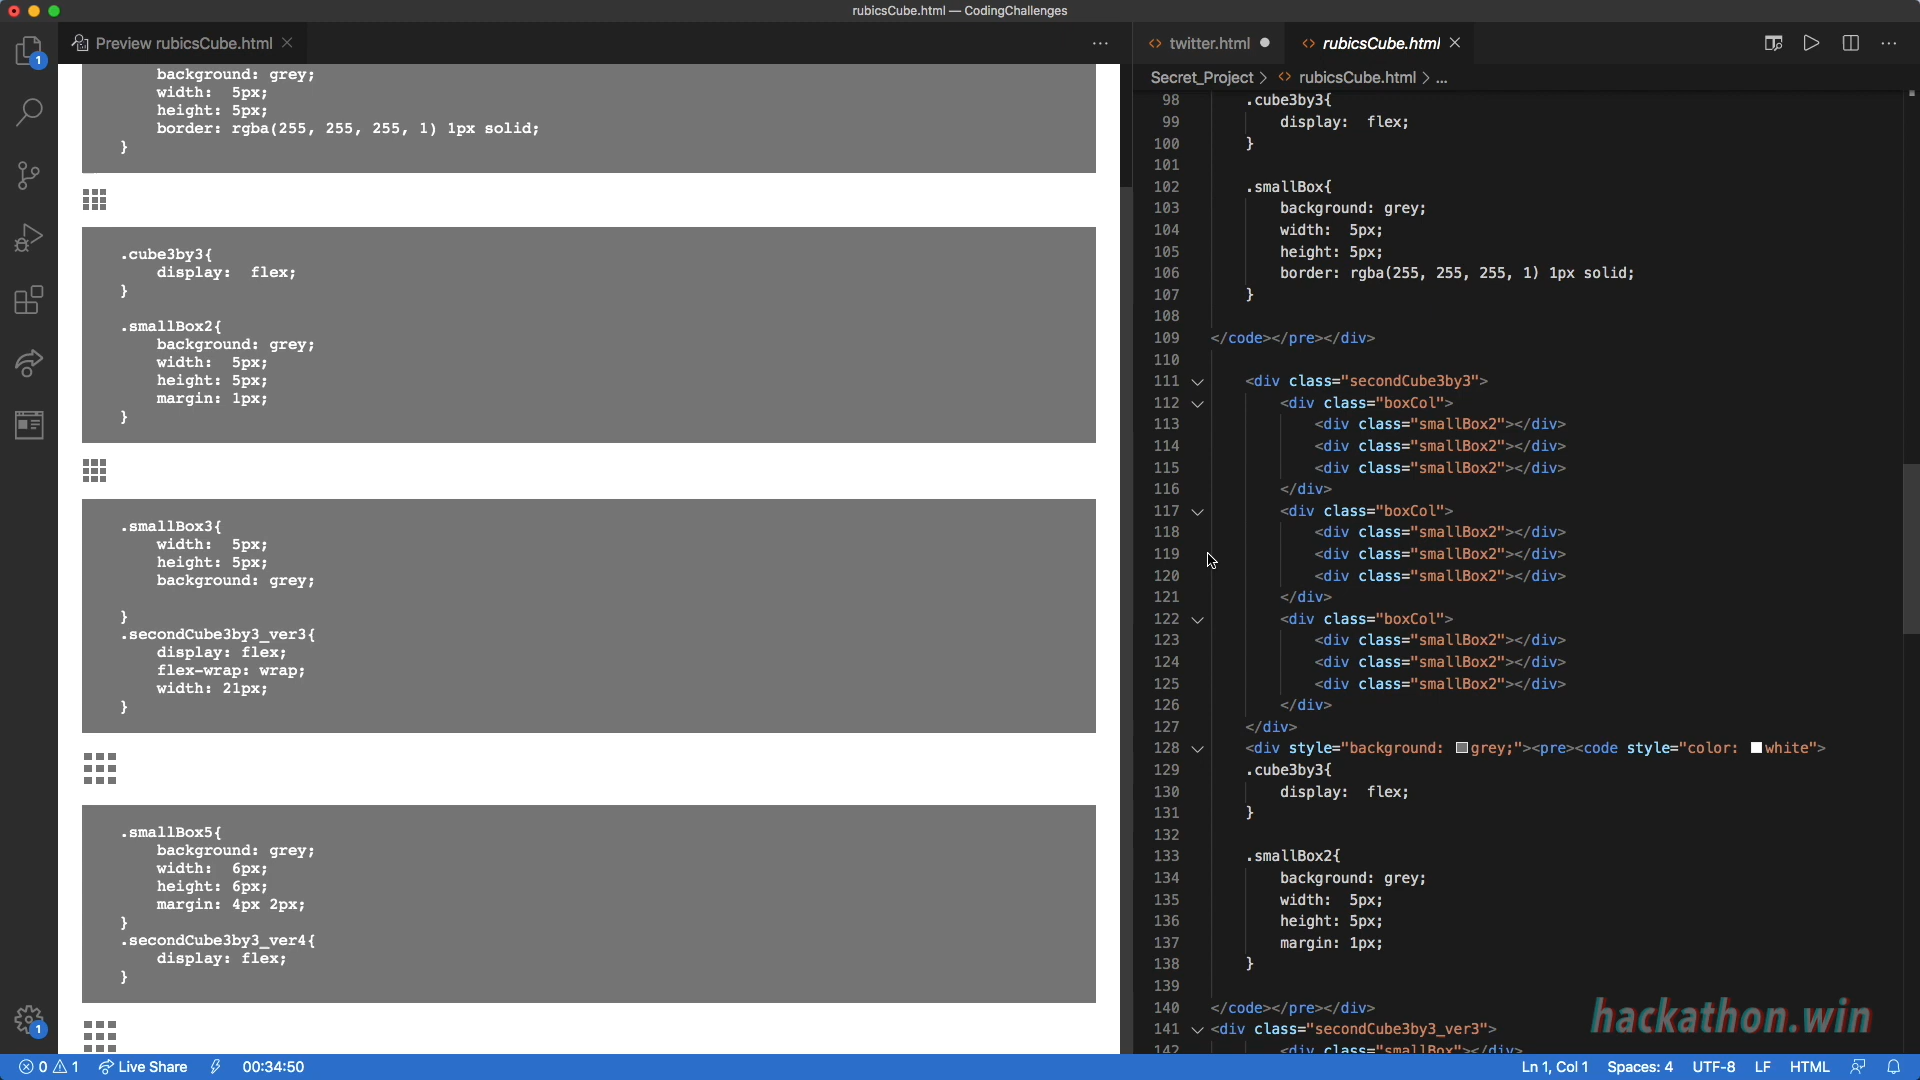 rubicsCube.html — CodingChallenges
Preview rubicsCube.html
background: grey;
width:  5px;
height: 5px;
border: rgba(255, 255, 255, 1) 1px solid;
}
.cube3by3{
display:  flex;
}
.smallBox2{
background: grey;
width:  5px;
height: 5px;
margin: 1px;
}
.smallBox3{
width:  5px;
height: 5px;
background: grey;
}
.secondCube3by3_ver3{
display: flex;
flex-wrap: wrap;
width: 21px;
}
.smallBox5{
background: grey;
width:  6px;
height: 6px;
margin: 4px 2px;
}
.secondCube3by3_ver4{
display: flex;
}
twitter.html
rubicsCube.html
Secret_Project > rubicsCube.html > ...
98 .cube3by3{
99 display:  flex;
100 }
101
102 .smallBox{
103 background: grey;
104 width:  5px;
105 height: 5px;
106 border: rgba(255, 255, 255, 1) 1px solid;
107 }
108
109 </code></pre></div>
110
111 <div class="secondCube3by3">
112 <div class="boxCol">
113 <div class="smallBox2"></div>
114 <div class="smallBox2"></div>
115 <div class="smallBox2"></div>
116 </div>
117 <div class="boxCol">
118 <div class="smallBox2"></div>
119 <div class="smallBox2"></div>
120 <div class="smallBox2"></div>
121 </div>
122 <div class="boxCol">
123 <div class="smallBox2"></div>
124 <div class="smallBox2"></div>
125 <div class="smallBox2"></div>
126 </div>
127 </div>
128 <div style="background: grey;"><pre><code style="color: white">
129 .cube3by3{
130 display:  flex;
131 }
132
133 .smallBox2{
134 background: grey;
135 width:  5px;
136 height: 5px;
137 margin: 1px;
138 }
139
140 </code></pre></div>
141 <div class="secondCube3by3_ver3">
142 <div class="smallBox"></div>
hackathon.win
1
1
0 1 Live Share 00:34:50
Ln 1, Col 1 Spaces: 4 UTF-8 LF HTML